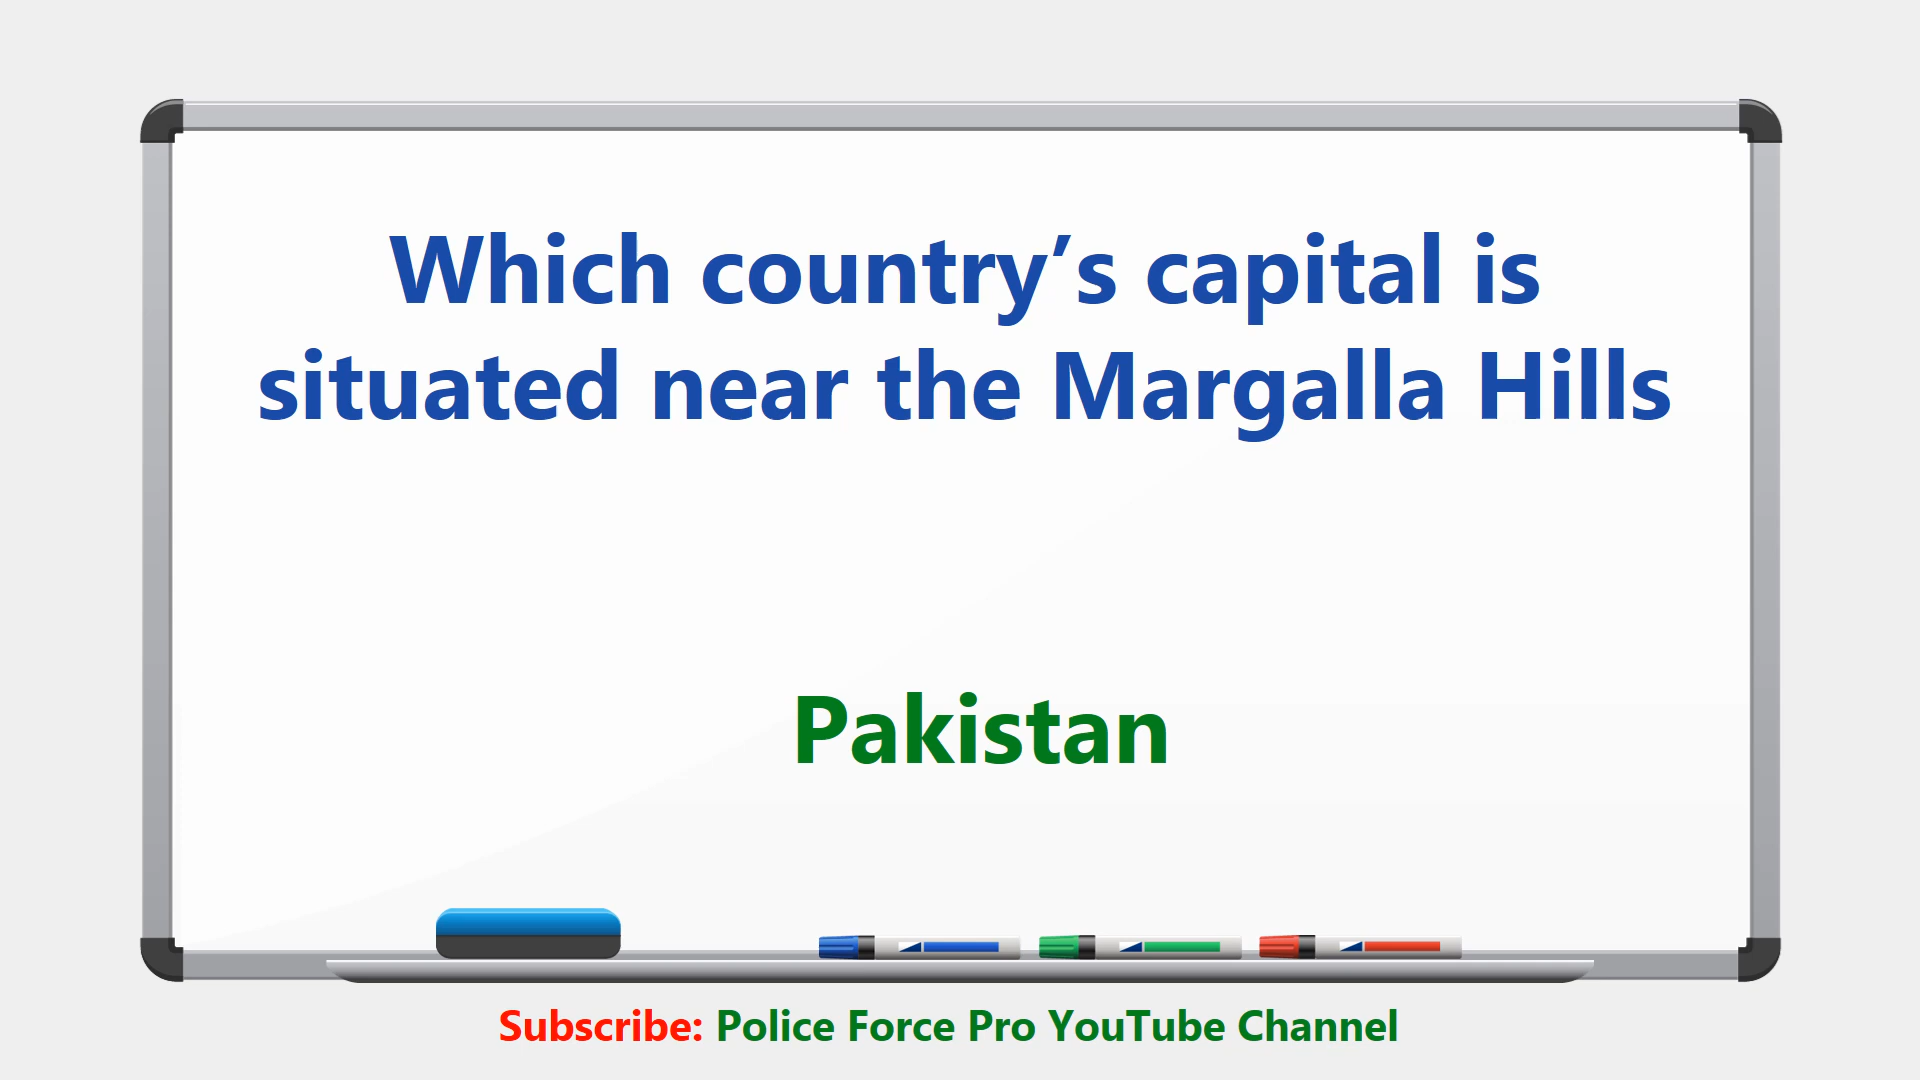 Which country’s capital is
situated near the Margalla Hills
Pakistan
Subscribe: Police Force Pro YouTube Channel